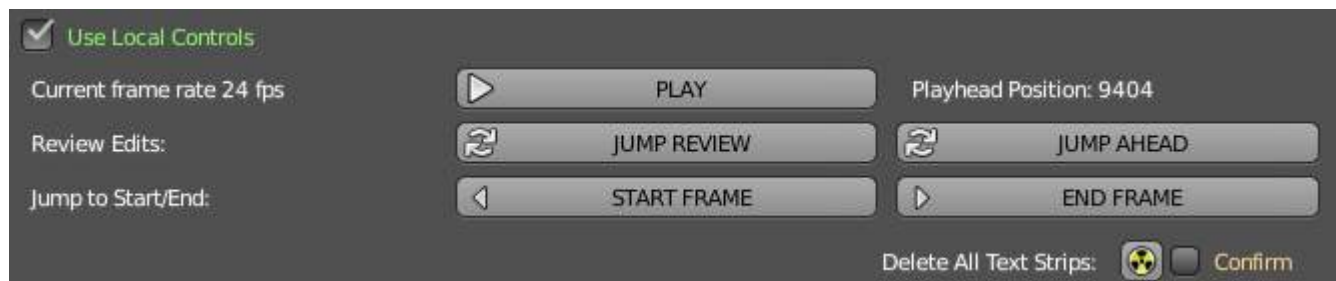 Use Local Controls
Current frame rate 24 fps PLAY Playhead Position: 9404
Review Edits: JUMP REVIEW JUMP AHEAD
Jump to Start/End: START FRAME END FRAME
Delete All Text Strips: Confirm